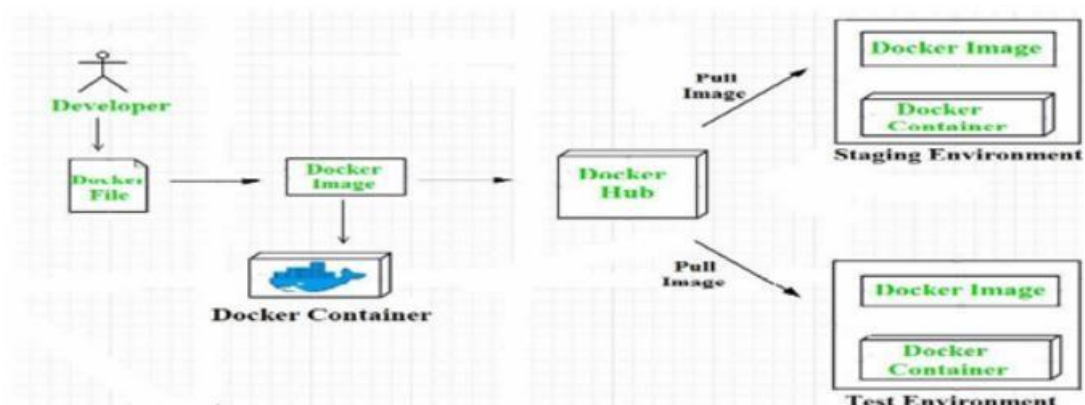 Developer
Docker
File
Docker
Image
Docker Container
Docker
Hub
Pull
Image
Docker Image
Docker
Container
Staging Environment
Pull
Image
Docker Image
Docker
Container
Test Environment